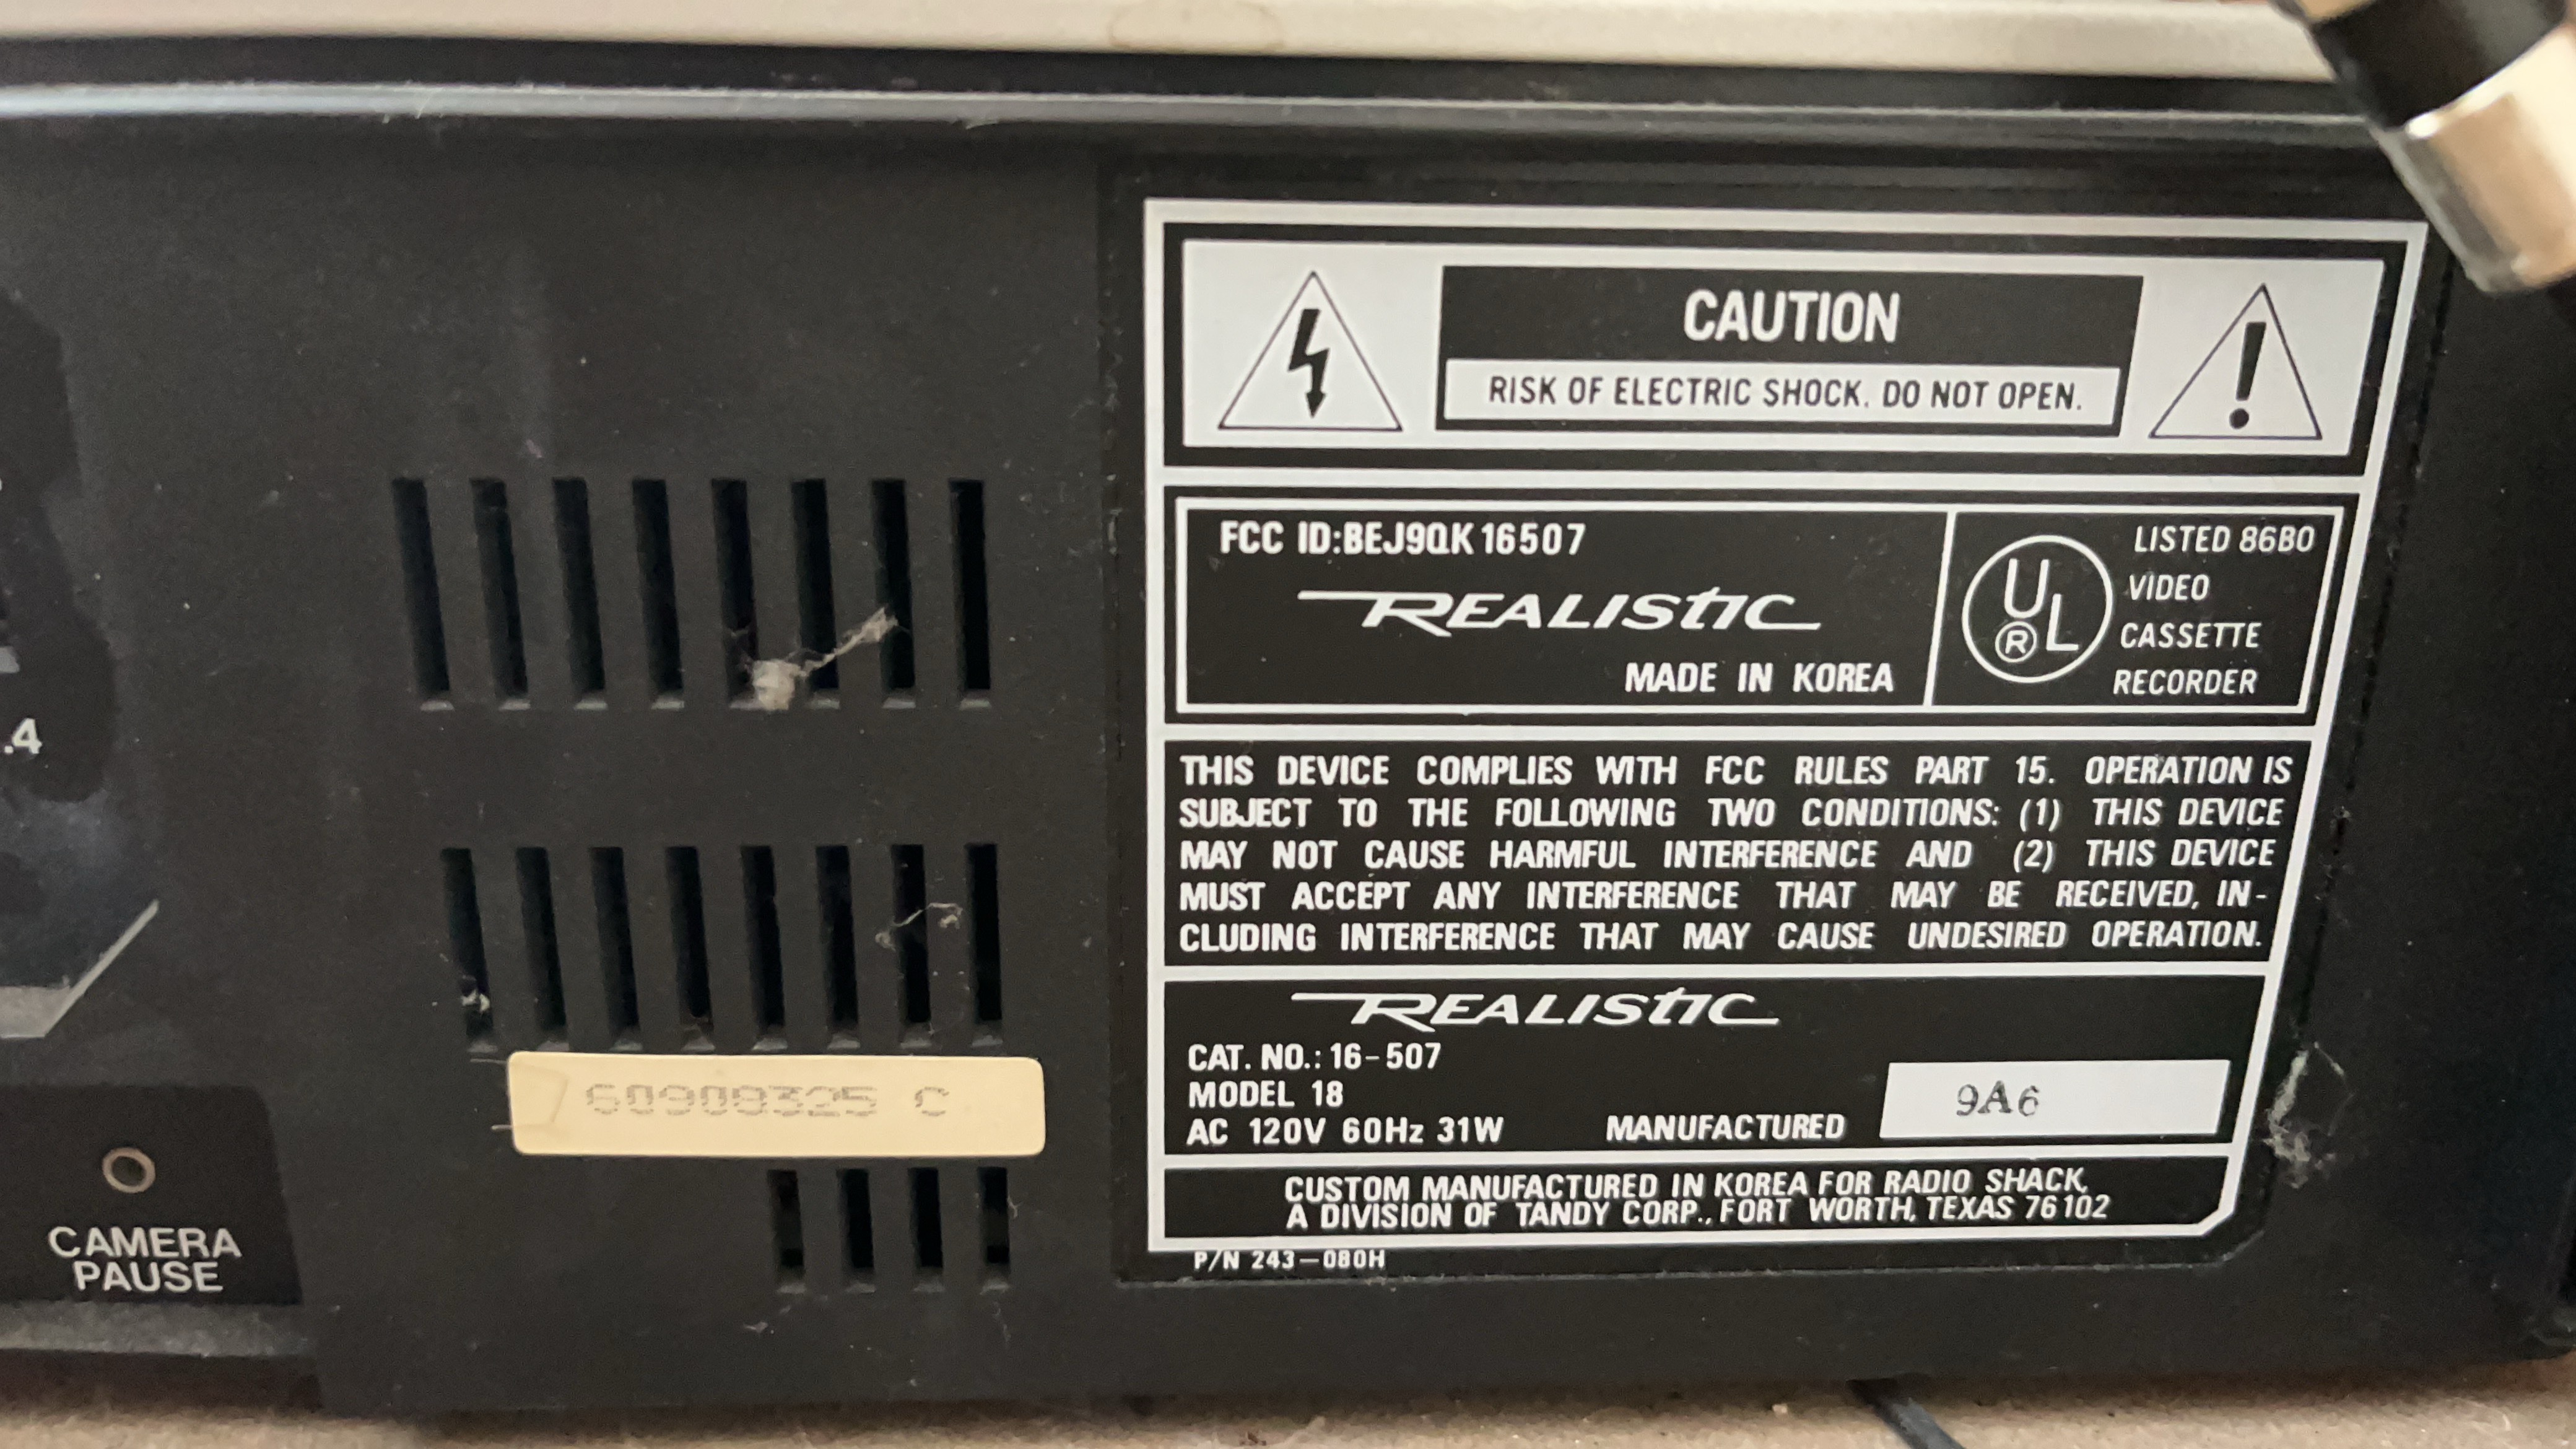 .4
CAMERA
PAUSE
60909325 C
CAUTION
RISK OF ELECTRIC SHOCK. DO NOT OPEN.
FCC ID:BEJ9QK16507
REALISTIC
MADE IN KOREA
UL
®
LISTED 86B0
VIDEO
CASSETTE
RECORDER
THIS DEVICE COMPLIES WITH FCC RULES PART 15. OPERATION IS
SUBJECT TO THE FOLLOWING TWO CONDITIONS: (1) THIS DEVICE
MAY NOT CAUSE HARMFUL INTERFERENCE AND (2) THIS DEVICE
MUST ACCEPT ANY INTERFERENCE THAT MAY BE RECEIVED, IN-
CLUDING INTERFERENCE THAT MAY CAUSE UNDESIRED OPERATION.
REALISTIC
CAT. NO.: 16-507
MODEL 18
AC 120V 60Hz 31W
MANUFACTURED 9A6
CUSTOM MANUFACTURED IN KOREA FOR RADIO SHACK,
A DIVISION OF TANDY CORP., FORT WORTH, TEXAS 76102
P/N 243-080H